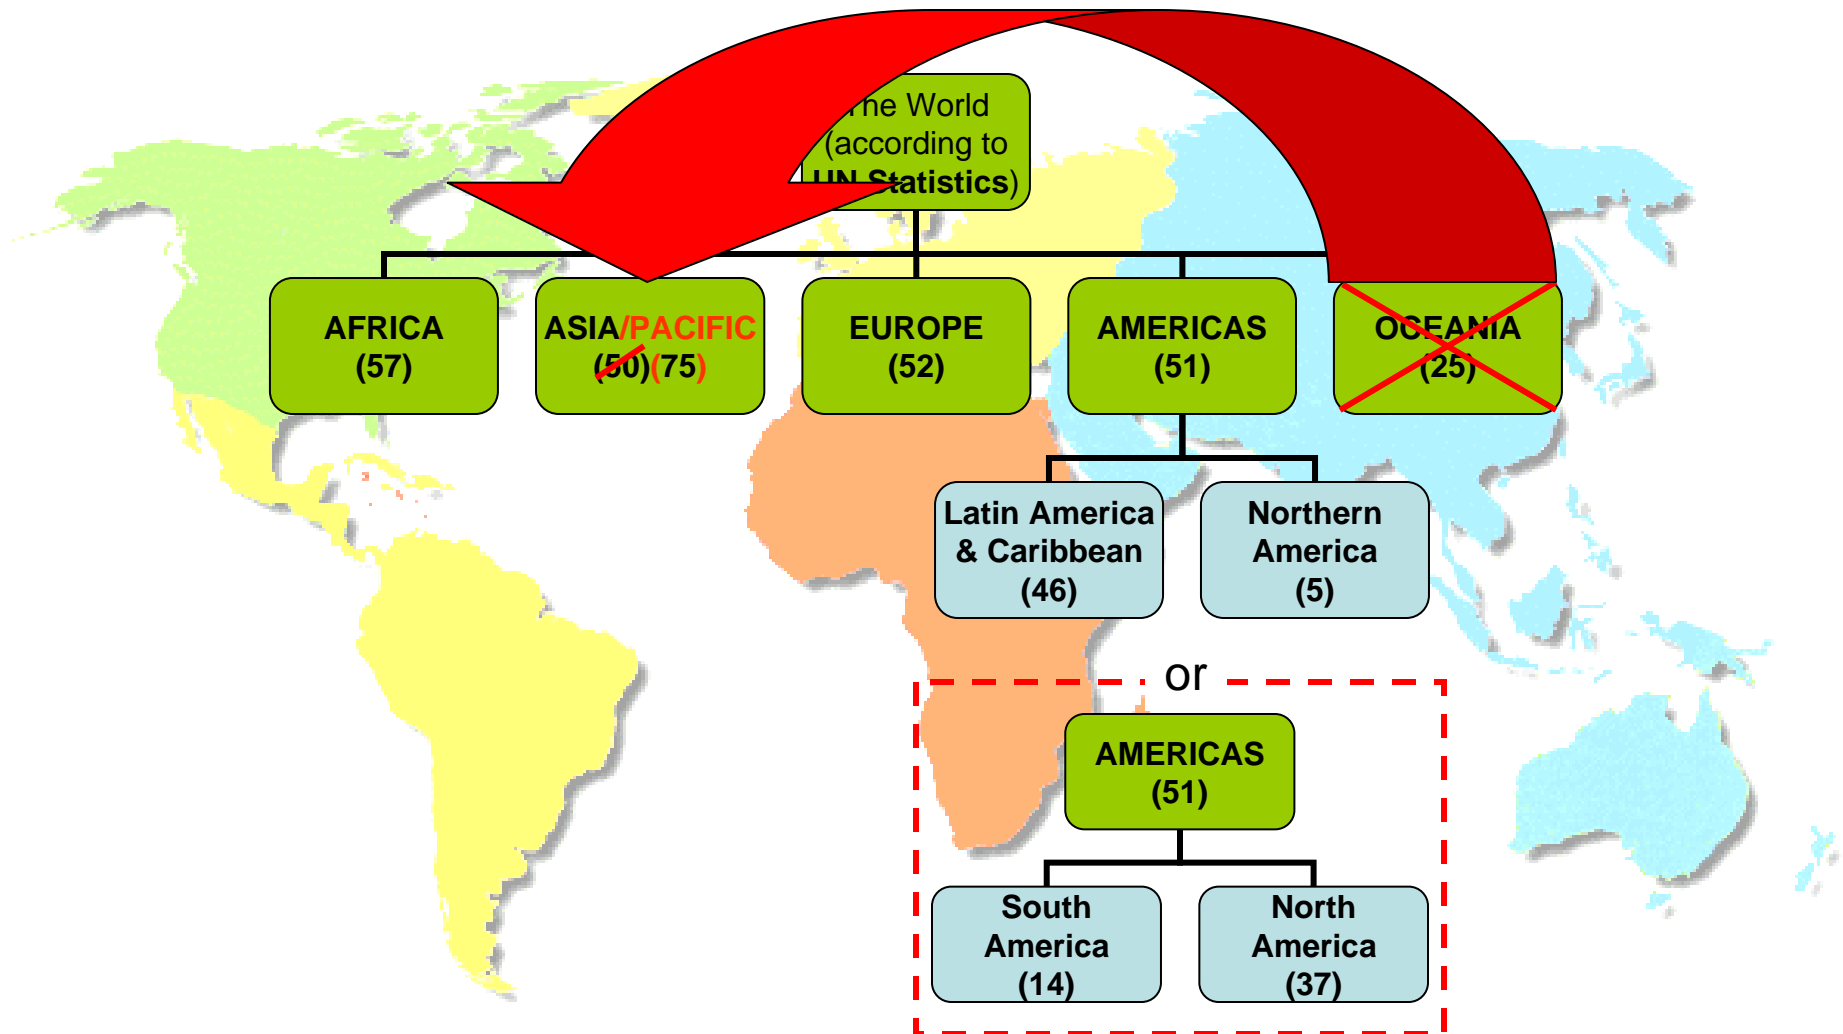 The World
(according to
UN Statistics)
AFRICA
(57)
ASIA/PACIFIC
(50)(75)
EUROPE
(52)
AMERICAS
(51)
OCEANIA
(25)
Latin America
& Caribbean
(46)
Northern
America
(5)
or
AMERICAS
(51)
South
America
(14)
North
America
(37)